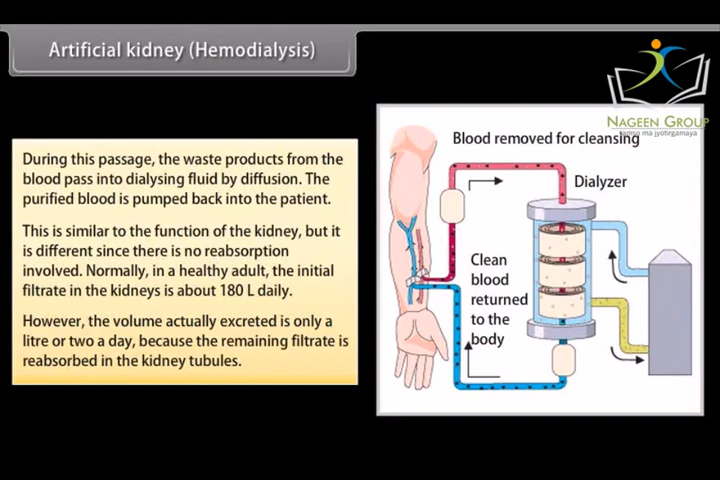 Artificial kidney (Hemodialysis)
NAGEEN GROUP
tamso ma jyotirgamaya
During this passage, the waste products from the
blood pass into dialysing fluid by diffusion. The
purified blood is pumped back into the patient.
This is similar to the function of the kidney, but it
is different since there is no reabsorption
involved. Normally, in a healthy adult, the initial
filtrate in the kidneys is about 180 L daily.
However, the volume actually excreted is only a
litre or two a day, because the remaining filtrate is
reabsorbed in the kidney tubules.
Blood removed for cleansing
Dialyzer
Clean
blood
returned
to the
body